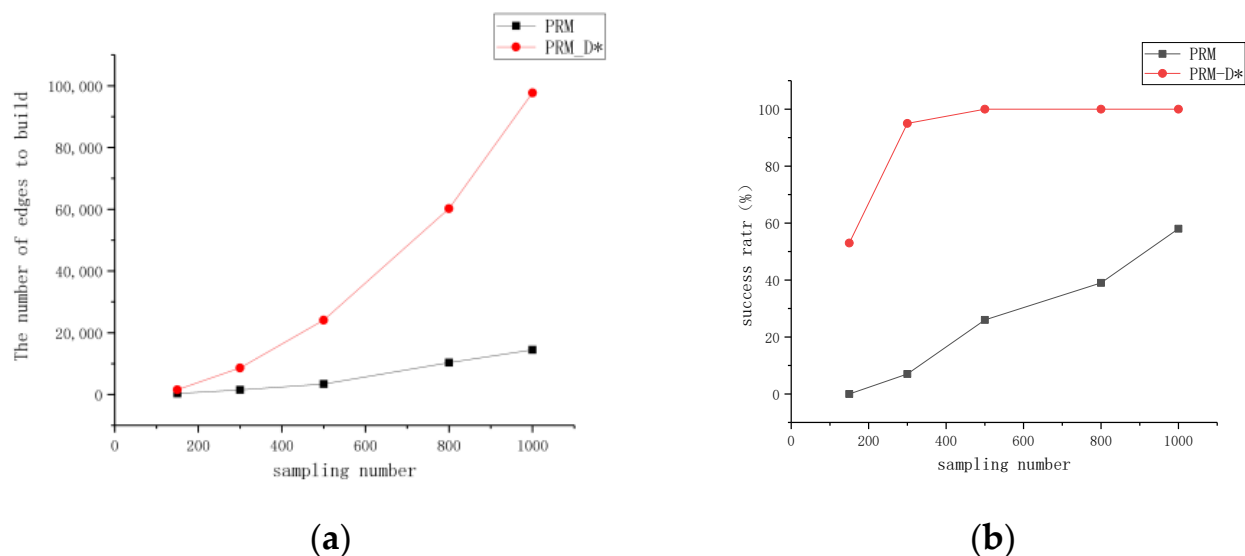 PRM
PRM_D*
The number of edges to build
100,000
80,000
60,000
40,000
20,000
0
0 200 400 600 800 1000
sampling number
(a)
PRM
PRM-D*
success ratr (%)
100
80
60
40
20
0
0 200 400 600 800 1000
sampling number
(b)